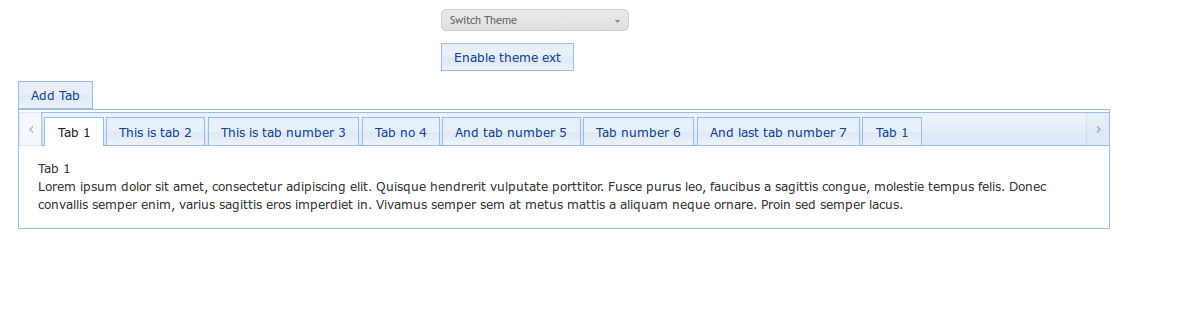 Switch Theme
Enable theme ext
Add Tab
Tab 1 This is tab 2 This is tab number 3 Tab no 4 And tab number 5 Tab number 6 And last tab number 7 Tab 1
Tab 1
Lorem ipsum dolor sit amet, consectetur adipiscing elit. Quisque hendrerit vulputate porttitor. Fusce purus leo, faucibus a sagittis congue, molestie tempus felis. Donec
convallis semper enim, varius sagittis eros imperdiet in. Vivamus semper sem at metus mattis a aliquam neque ornare. Proin sed semper lacus.